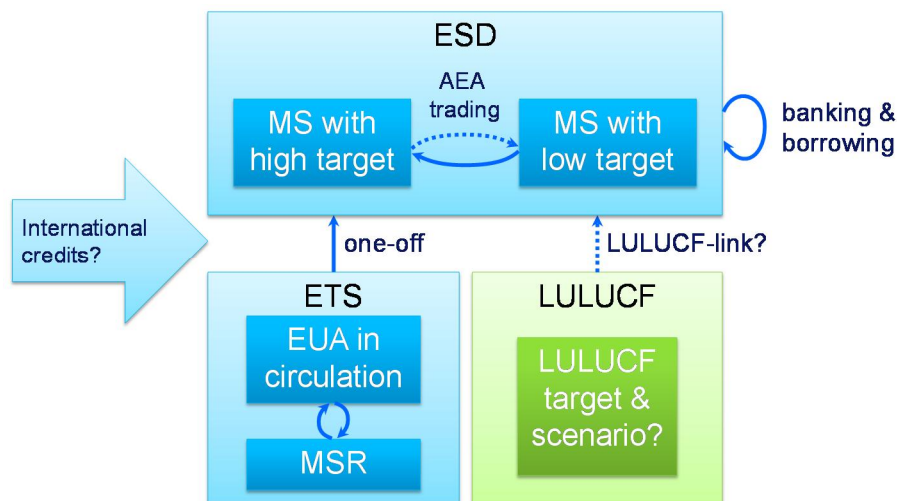 ESD
AEA
trading
MS with
high target
MS with
low target
banking &
borrowing
International
credits?
one-off
LULUCF-link?
ETS
EUA in
circulation
MSR
LULUCF
LULUCF
target &
scenario?